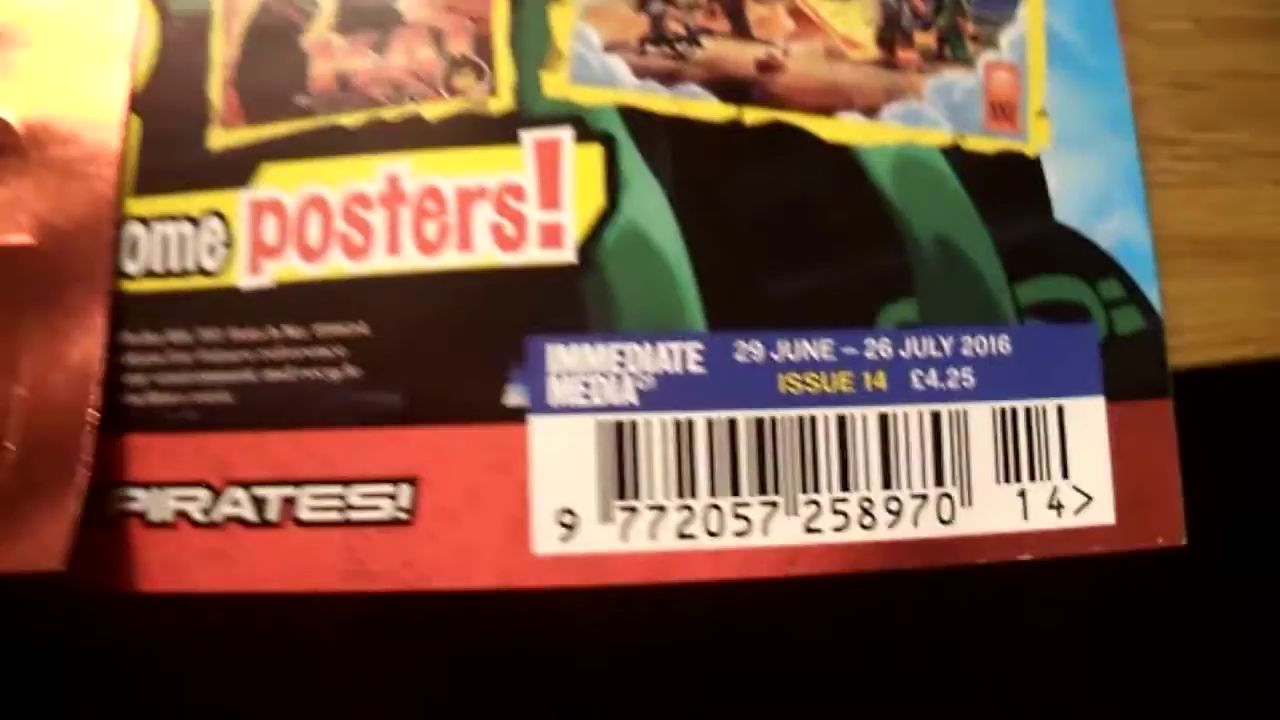 ome posters!
IMMEDIATE
MEDIA
29 JUNE – 26 JULY 2016
ISSUE 14 £4.25
PIRATES!
9 772057 258970 14>